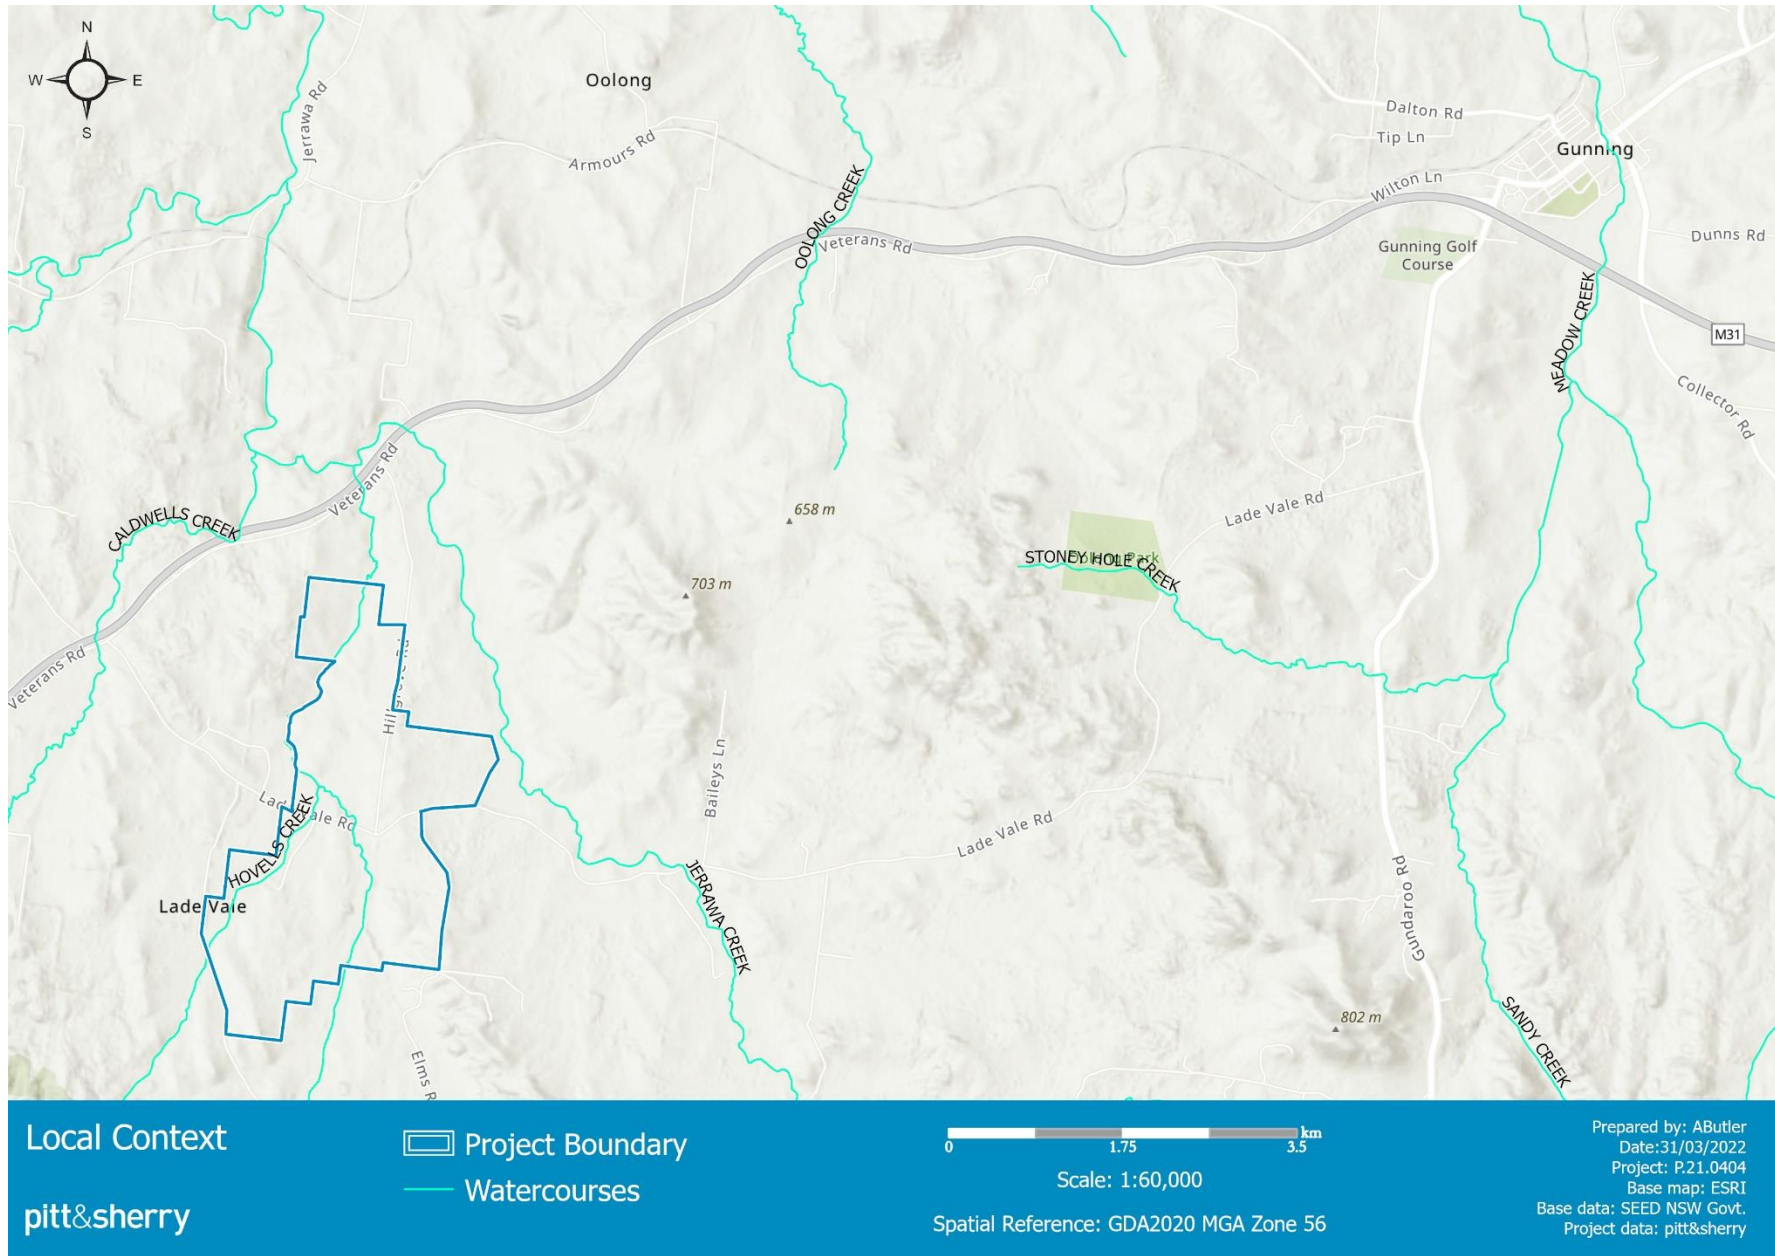 N
W E
S
Jerrawa Rd
Oolong
Armours Rd
OOLONG CREEK
Veterans Rd
Dalton Rd
Tip Ln
Gunning
Wilton Ln
Gunning Golf
Course
Dunns Rd
MEADOW CREEK
M31
Collector Rd
Veterans Rd
CALDWELLS CREEK
658 m
Lade Vale Rd
STONEY HOLE CREEK
703 m
Veterans Rd
Baileys Ln
Lade Vale Rd
HOVELLS CREEK
Lade Vale Rd
Lade Vale
JERRAWA CREEK
Gundaroo Rd
802 m
SANDY CREEK
Elms R
Local Context
pitt&sherry
Project Boundary
Watercourses
km
0 1.75 3.5
Scale: 1:60,000
Spatial Reference: GDA2020 MGA Zone 56
Prepared by: AButler
Date:31/03/2022
Project: P.21.0404
Base map: ESRI
Base data: SEED NSW Govt.
Project data: pitt&sherry